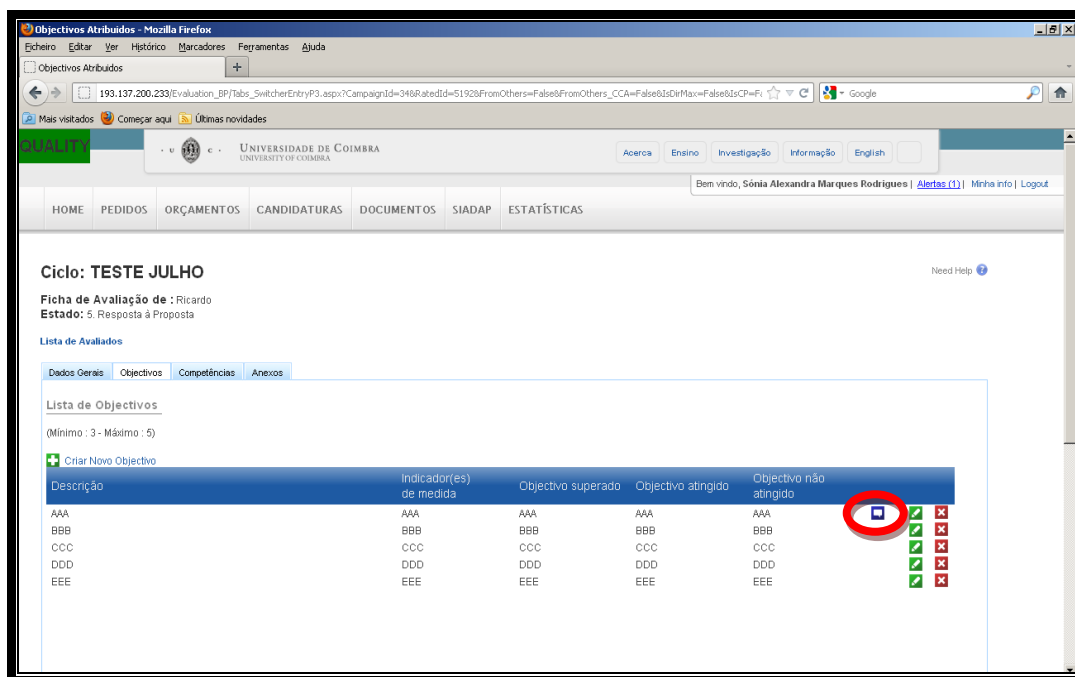 Objectivos Atribuidos - Mozilla Firefox
Ficheiro Editar Ver Histórico Marcadores Ferramentas Ajuda
Objectivos Atribuidos +
193.137.200.233/Evaluation_BP/Tabs_SwitcherEntryP3.aspx?CampaignId=348&RatedId=5192&FromOthers=False&FromOthers_CCA=False&IsDirMax=False&IsCP=Fa Google
Mais visitados Começar aqui Últimas novidades
QUALITY
· U C · UNIVERSIDADE DE COIMBRA
UNIVERSITY OF COIMBRA
Acerca Ensino Investigação Informação English
Bem vindo, Sónia Alexandra Marques Rodrigues | Alertas (1) | Minha info | Logout
HOME PEDIDOS ORÇAMENTOS CANDIDATURAS DOCUMENTOS SIADAP ESTATÍSTICAS
Ciclo: TESTE JULHO
Need Help ?
Ficha de Avaliação de : Ricardo
Estado: 5. Resposta à Proposta
Lista de Avaliados
Dados Gerais Objectivos Competências Anexos
Lista de Objectivos
(Mínimo : 3 - Máximo : 5)
Criar Novo Objectivo
Descrição Indicador(es) de medida Objectivo superado Objectivo atingido Objectivo não atingido
AAA AAA AAA AAA AAA
BBB BBB BBB BBB BBB
CCC CCC CCC CCC CCC
DDD DDD DDD DDD DDD
EEE EEE EEE EEE EEE